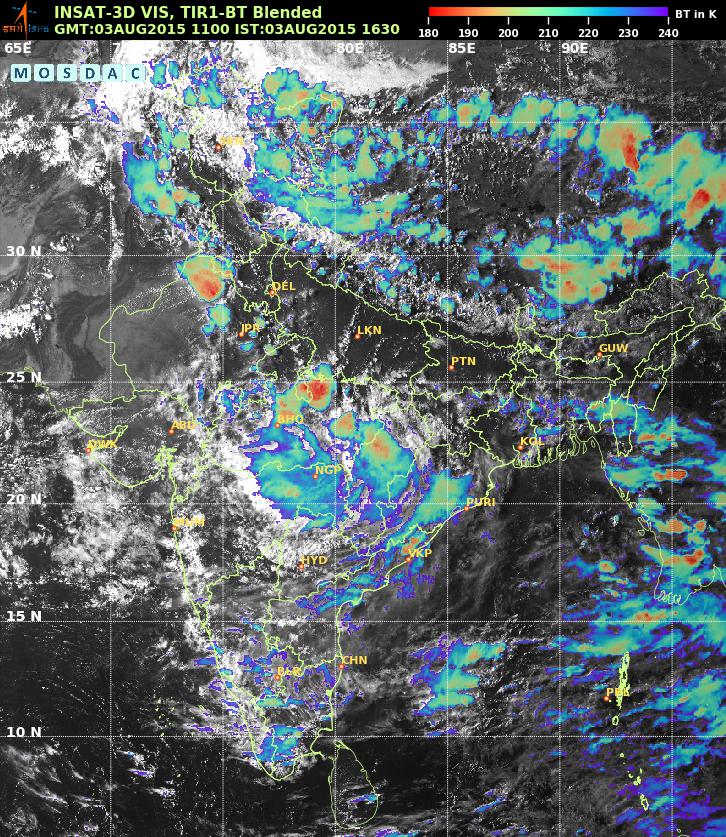 INSAT-3D VIS, TIR1-BT Blended
GMT:03AUG2015 1100 IST:03AUG2015 1630
BT in K
180 190 200 210 220 230 240
65E 80E 85E 90E
M O S D A C
30 N
DEL
JPR LKN
GUW
PTN
25 N
BHO
ABD
DWK
KOL
NGP
20 N
PURI
VKP
HYD
15 N
CHN
BLR
10 N